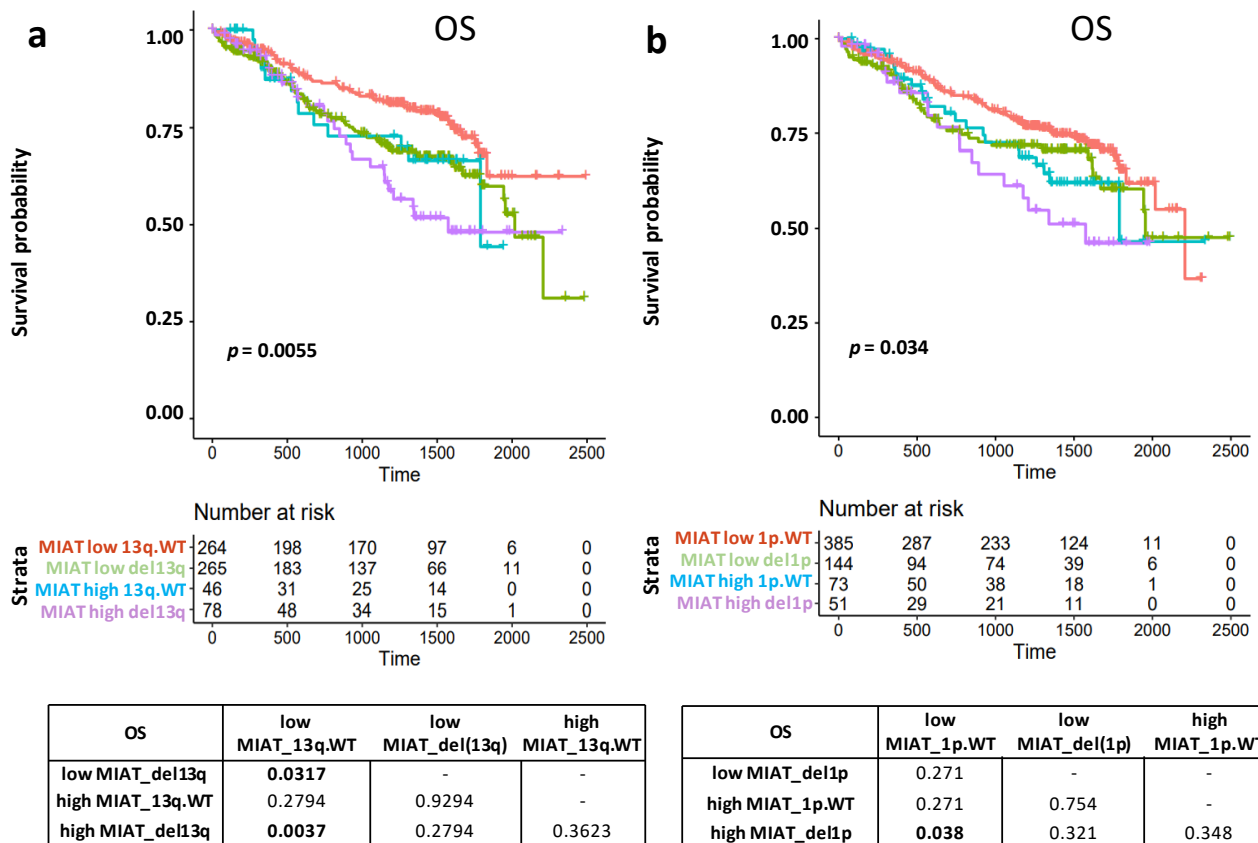 a
OS
Survival probability
1.00
0.75
0.50
0.25
0.00
p = 0.0055
0 500 1000 1500 2000 2500
Time
Number at risk
Strata
MIAT low 13q.WT 264 198 170 97 6 0
MIAT low del13q 265 183 137 66 11 0
MIAT high 13q.WT 46 31 25 14 0 0
MIAT high del13q 78 48 34 15 1 0
0 500 1000 1500 2000 2500
Time
OS low MIAT_13q.WT low MIAT_del(13q) high MIAT_13q.WT
low MIAT_del13q 0.0317 - -
high MIAT_13q.WT 0.2794 0.9294 -
high MIAT_del13q 0.0037 0.2794 0.3623
b
OS
Survival probability
1.00
0.75
0.50
0.25
0.00
p = 0.034
0 500 1000 1500 2000 2500
Time
Number at risk
Strata
MIAT low 1p.WT 385 287 233 124 11 0
MIAT low del1p 144 94 74 39 6 0
MIAT high 1p.WT 73 50 38 18 1 0
MIAT high del1p 51 29 21 11 0 0
0 500 1000 1500 2000 2500
Time
OS low MIAT_1p.WT low MIAT_del(1p) high MIAT_1p.WT
low MIAT_del1p 0.271 - -
high MIAT_1p.WT 0.271 0.754 -
high MIAT_del1p 0.038 0.321 0.348